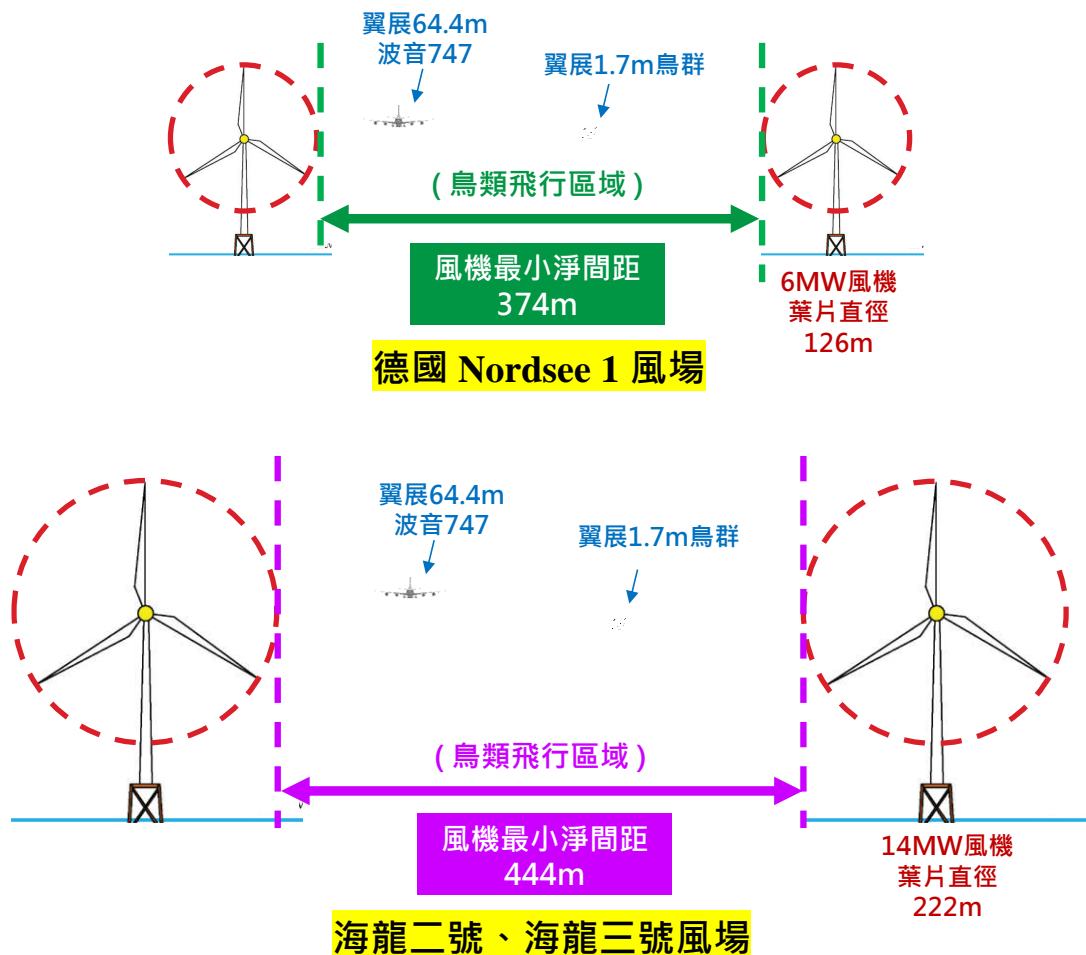 翼展64.4m
波音747
翼展1.7m鳥群
(鳥類飛行區域)
風機最小淨間距
374m
6MW風機
葉片直徑
126m
德國 Nordsee 1 風場
翼展64.4m
波音747
翼展1.7m鳥群
(鳥類飛行區域)
風機最小淨間距
444m
14MW風機
葉片直徑
222m
海龍二號、海龍三號風場